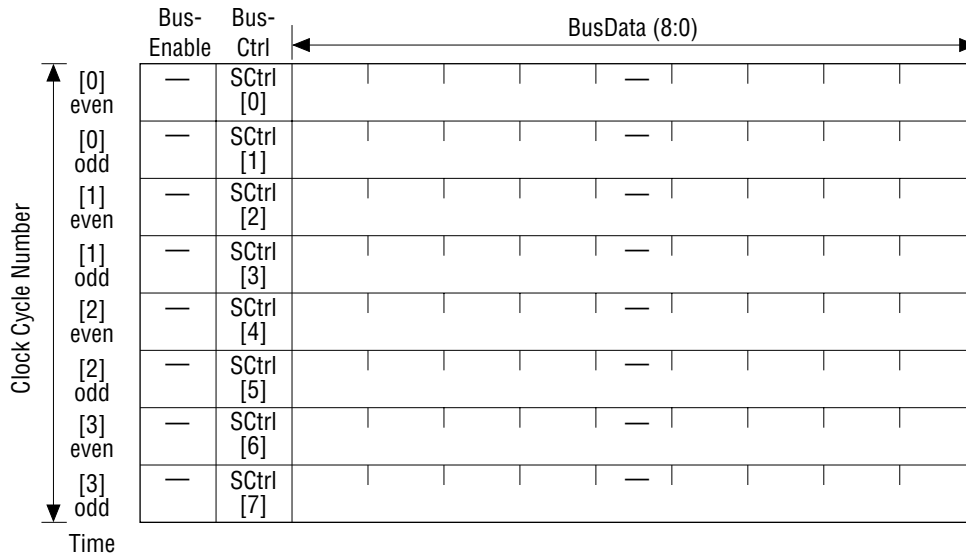 Bus- Bus- BusData (8:0)
Enable Ctrl
[0] — SCtrl —
even [0]
[0] — SCtrl —
odd [1]
[1] — SCtrl —
even [2]
[1] — SCtrl —
odd [3]
[2] — SCtrl —
even [4]
[2] — SCtrl —
odd [5]
[3] — SCtrl —
even [6]
[3] — SCtrl —
odd [7]
Clock Cycle Number
Time